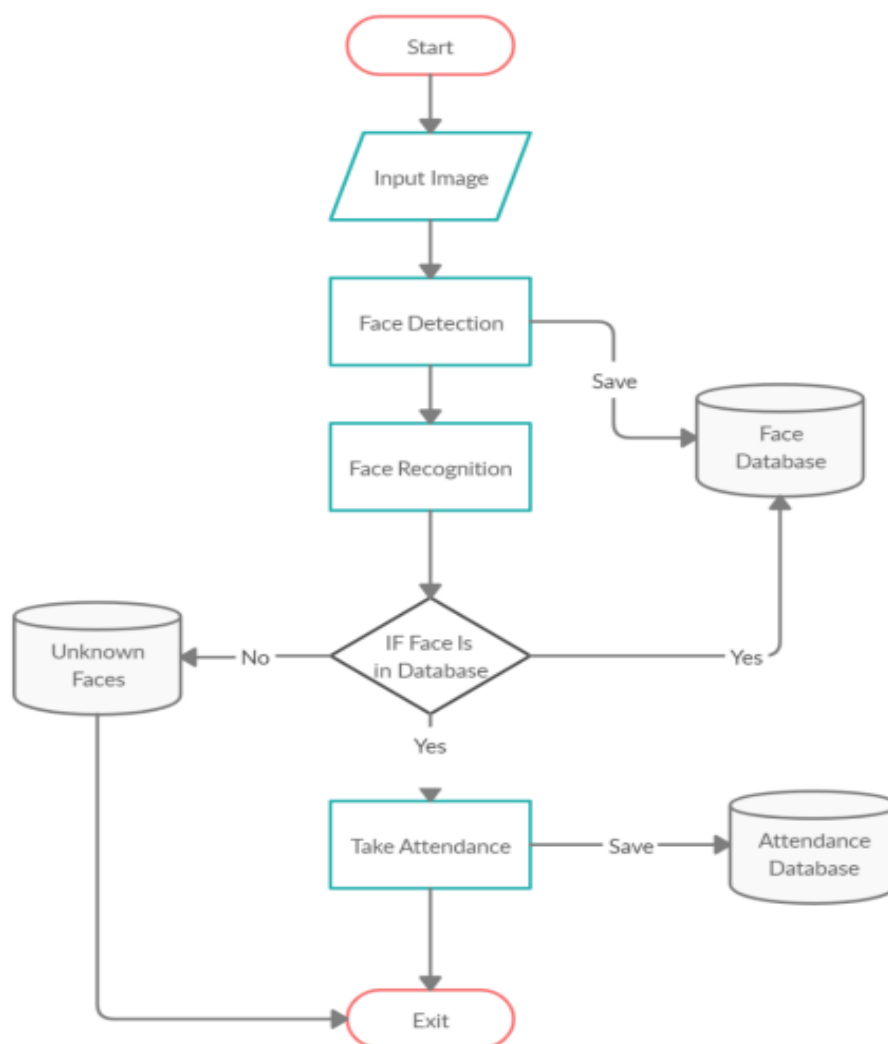 Start
Input Image
Face Detection
Save
Face
Database
Face Recognition
IF Face Is
in Database
Unknown
Faces
No
Yes
Yes
Take Attendance
Save
Attendance
Database
Exit